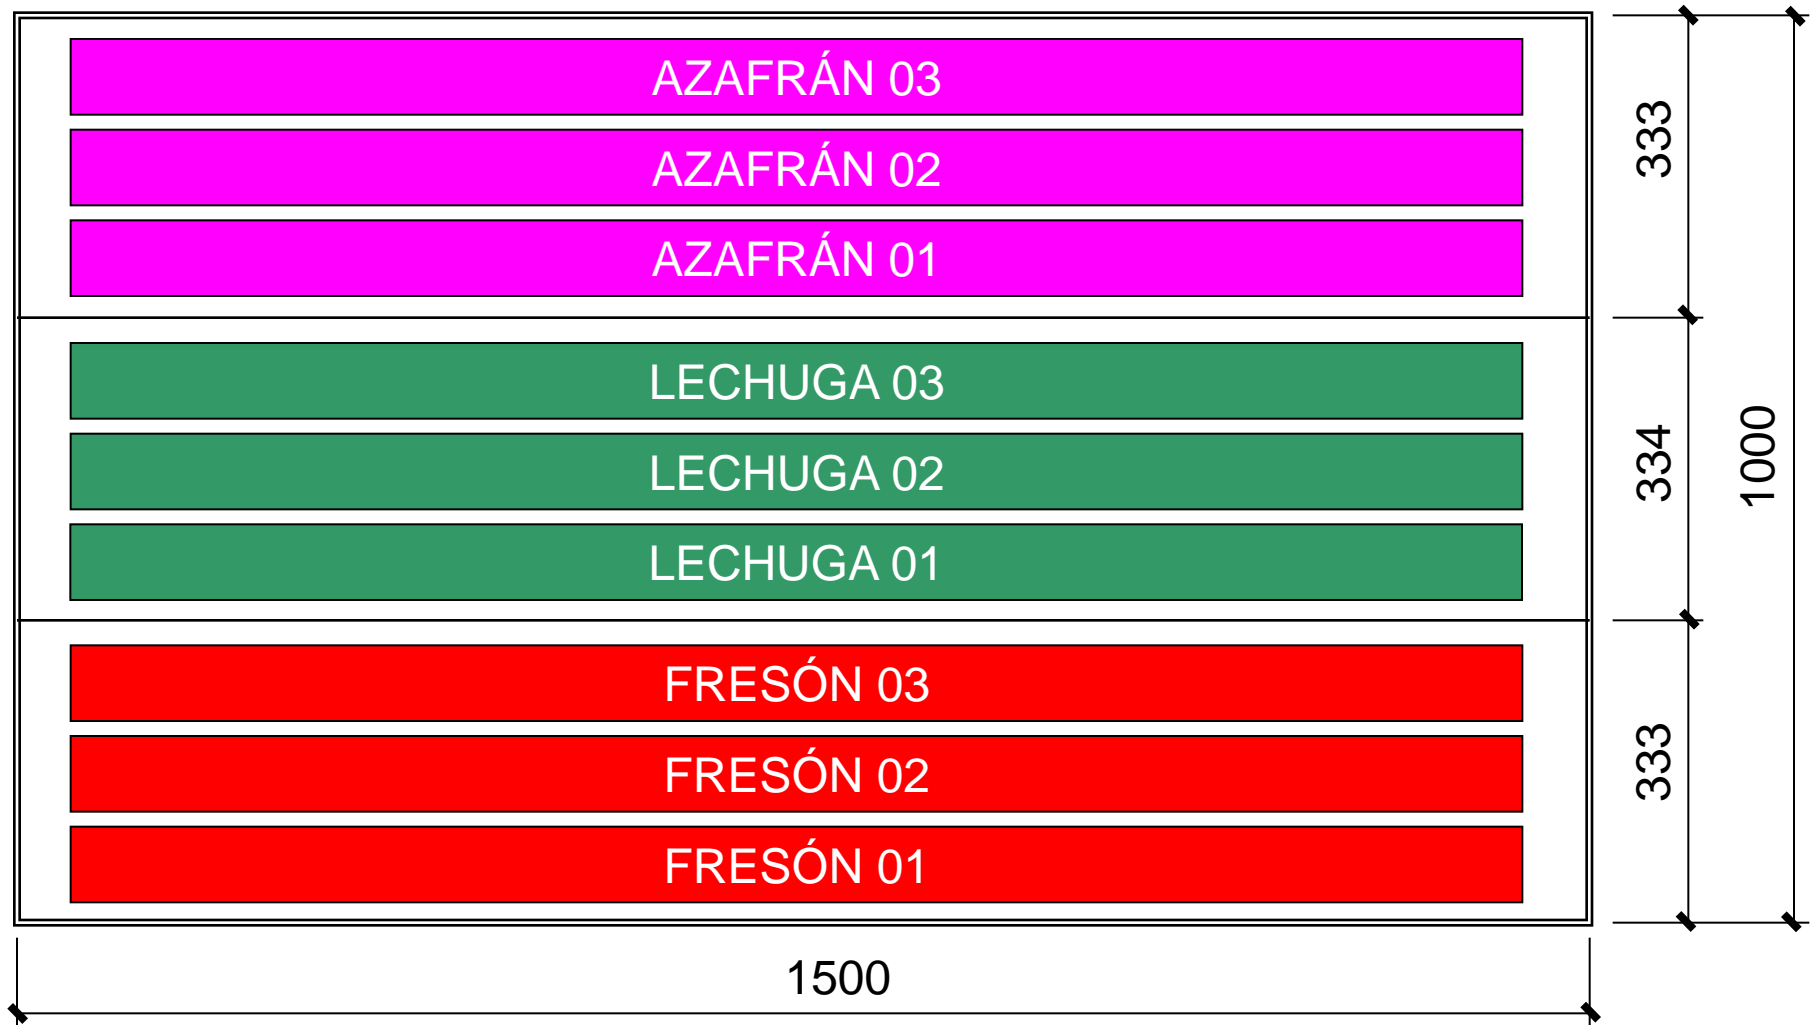 AZAFRÁN 03
AZAFRÁN 02
AZAFRÁN 01
333
LECHUGA 03
LECHUGA 02
LECHUGA 01
334
1000
FRESÓN 03
FRESÓN 02
FRESÓN 01
333
1500